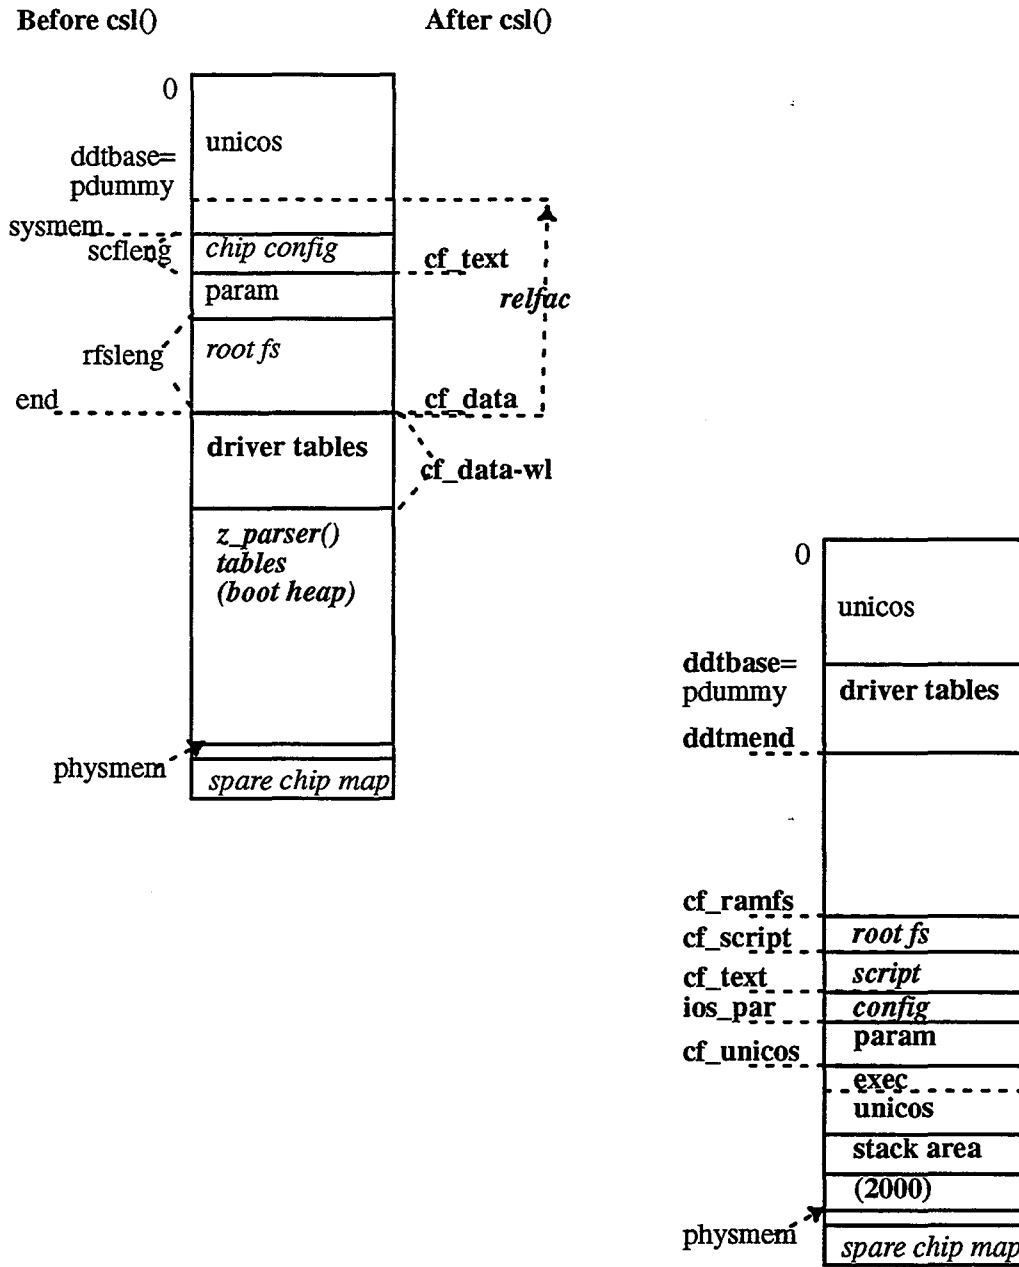 Before csl()
After csl()
0
unicos
ddtbase=
pdummy
sysmem
scfleng
chip config
cf_text
param
relfac
rfsleng
root fs
end
cf_data
driver tables
cf_data-wl
z_parser()
tables
(boot heap)
physmem
spare chip map
0
unicos
ddtbase=
pdummy
driver tables
ddtmend
cf_ramfs
cf_script
root fs
cf_text
script
ios_par
config
cf_unicos
param
exec
unicos
stack area
(2000)
physmem
spare chip map